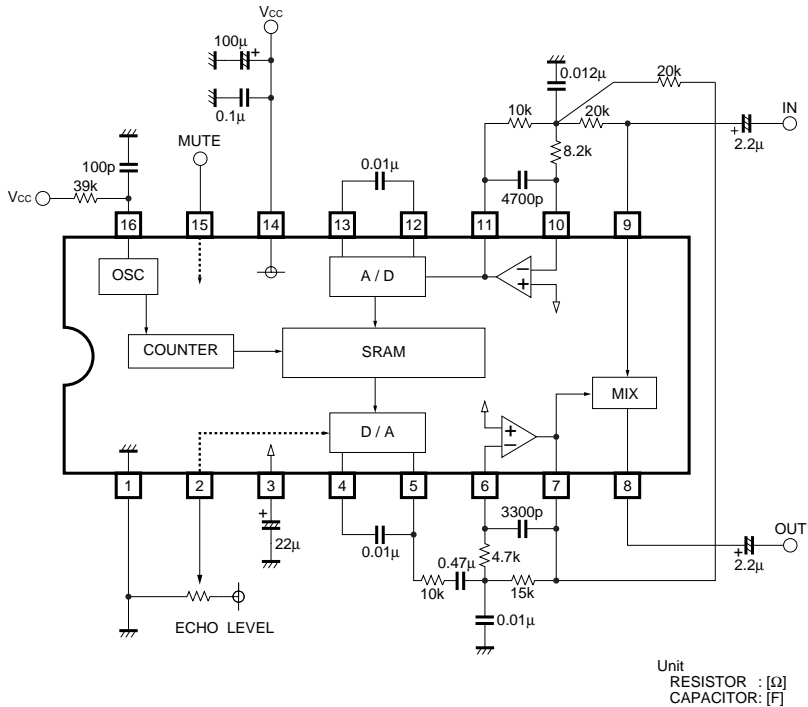 VCC
100μ
+
0.1μ
MUTE
100p
VCC
39k
0.01μ
0.012μ
20k
10k
20k
IN
+
2.2μ
8.2k
4700p
16
15
14
13
12
11
10
9
OSC
A / D
−
+
COUNTER
SRAM
MIX
D / A
+
−
1
2
3
4
5
6
7
8
+
22μ
0.01μ
3300p
4.7k
0.47μ
10k
15k
0.01μ
OUT
+
2.2μ
ECHO LEVEL
Unit
RESISTOR : [Ω]
CAPACITOR: [F]